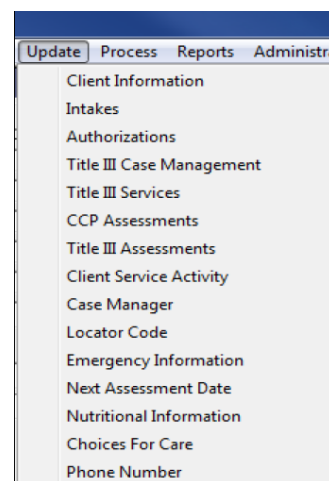 Update Process Reports Administra
Client Information
Intakes
Authorizations
Title III Case Management
Title III Services
CCP Assessments
Title III Assessments
Client Service Activity
Case Manager
Locator Code
Emergency Information
Next Assessment Date
Nutritional Information
Choices For Care
Phone Number